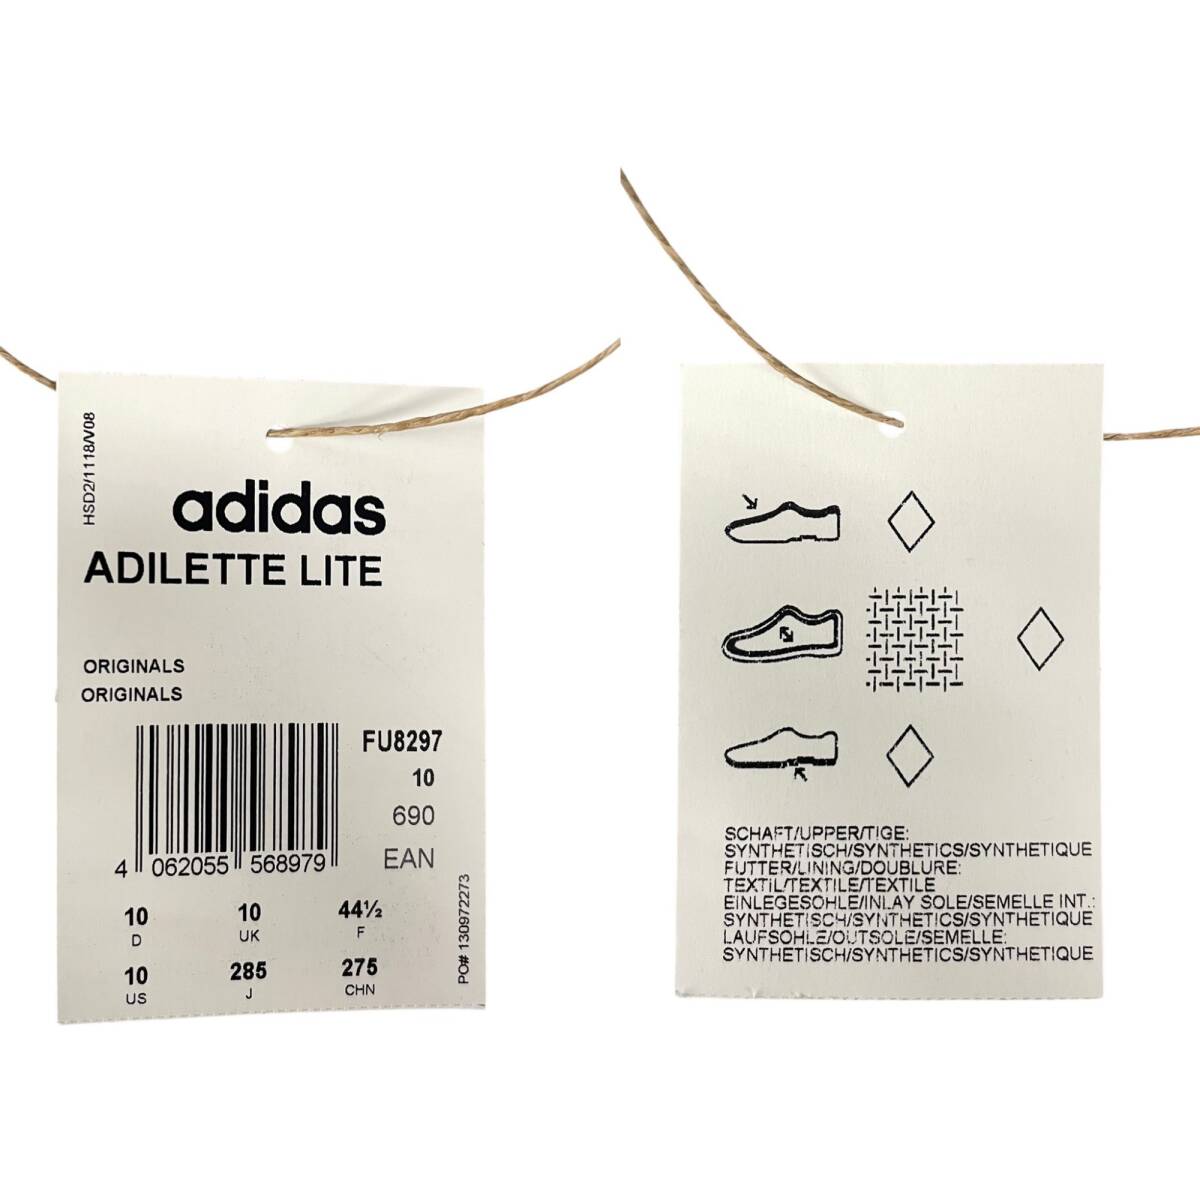 HSD2/1118/V08
adidas
ADILETTE LITE
ORIGINALS
ORIGINALS
FU8297
10
690
EAN
4 062055 568979
10 10 44½
D UK F
10 285 275
US J CHN
PO# 130972273
SCHAFT/UPPER/TIGE:
SYNTHETISCH/SYNTHETICS/SYNTHETIQUE
FUTTER/LINING/DOUBLURE:
TEXTIL/TEXTILE/TEXTILE
EINLEGESOHLE/INLAY SOLE/SEMELLE INT.:
SYNTHETISCH/SYNTHETICS/SYNTHETIQUE
LAUFSOHLE/OUTSOLE/SEMELLE:
SYNTHETISCH/SYNTHETICS/SYNTHETIQUE